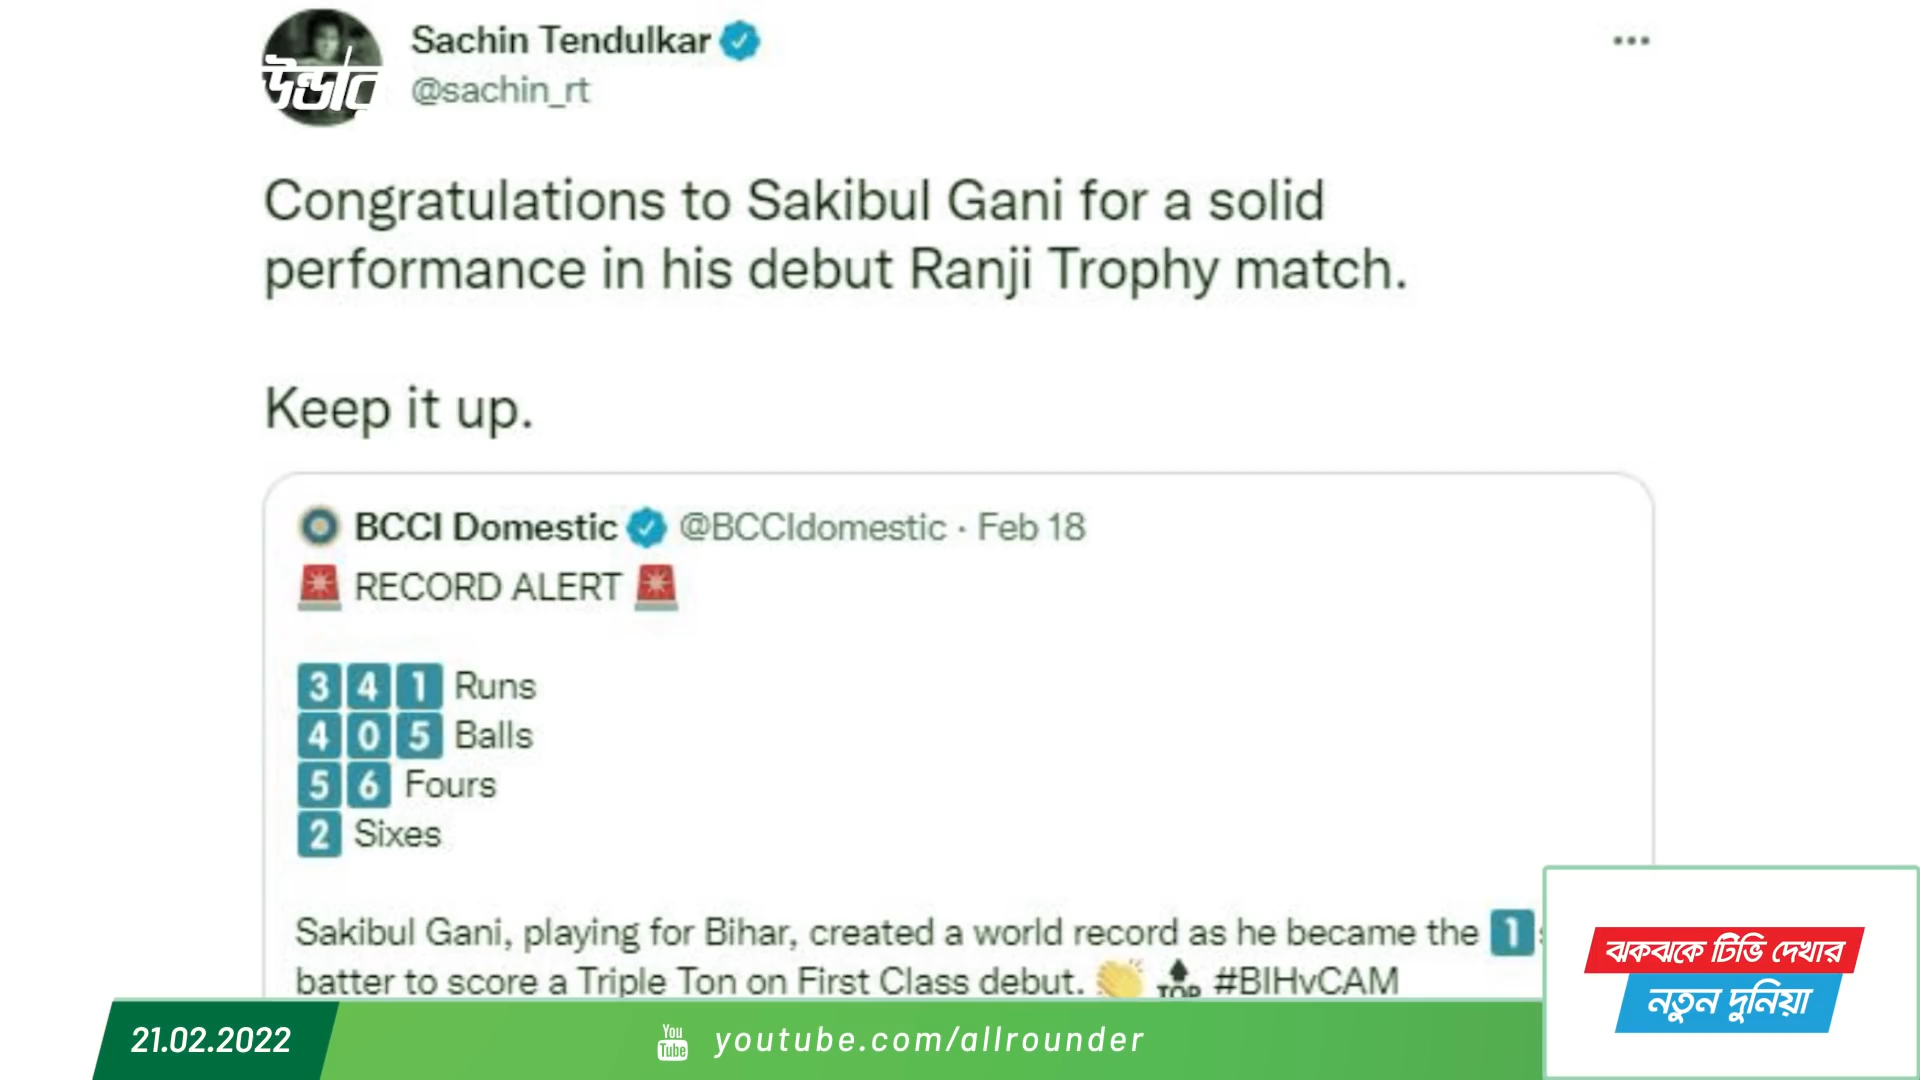 Sachin Tendulkar
@sachin_rt
Congratulations to Sakibul Gani for a solid
performance in his debut Ranji Trophy match.
Keep it up.
BCCI Domestic @BCCIdomestic · Feb 18
🚨 RECORD ALERT 🚨
341 Runs
405 Balls
56 Fours
2 Sixes
Sakibul Gani, playing for Bihar, created a world record as he became the 1
batter to score a Triple Ton on First Class debut. 👏 🔝 #BIHvCAM
21.02.2022
You
Tube
youtube.com/allrounder
ঝকঝকে টিভি দেখার
নতুন দুনিয়া